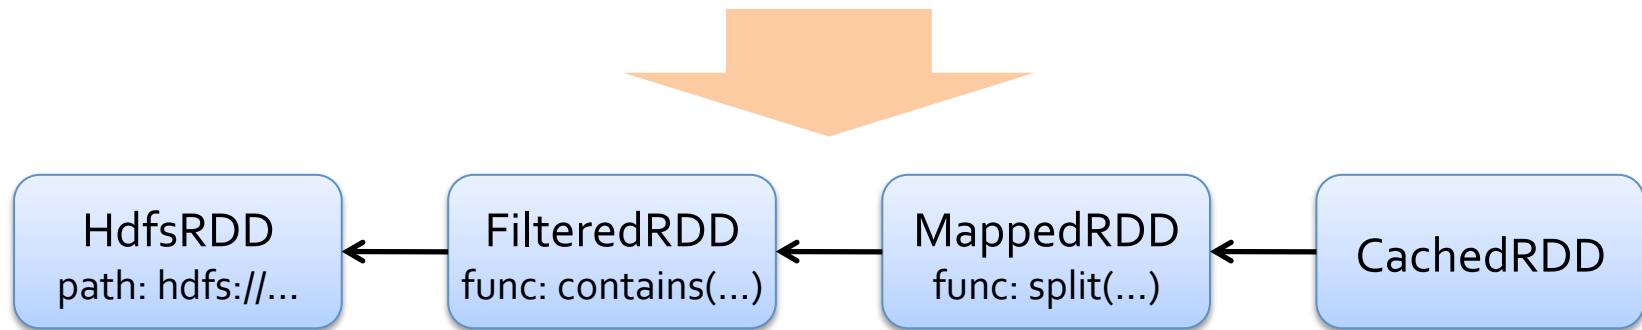 HdfsRDD
path: hdfs://…
FilteredRDD
func: contains(...)
MappedRDD
func: split(…)
CachedRDD